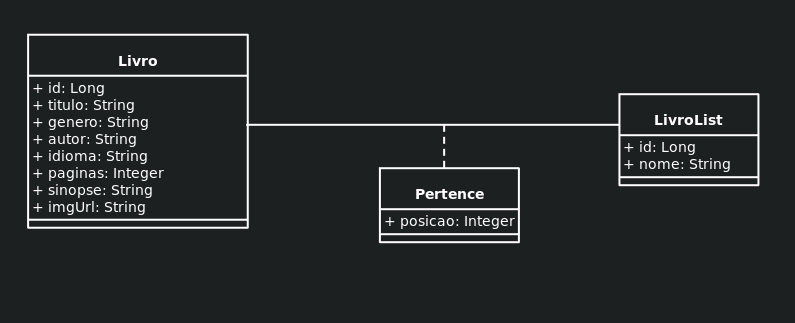 Livro
+ id: Long
+ titulo: String
+ genero: String
+ autor: String
+ idioma: String
+ paginas: Integer
+ sinopse: String
+ imgUrl: String
Pertence
+ posicao: Integer
LivroList
+ id: Long
+ nome: String